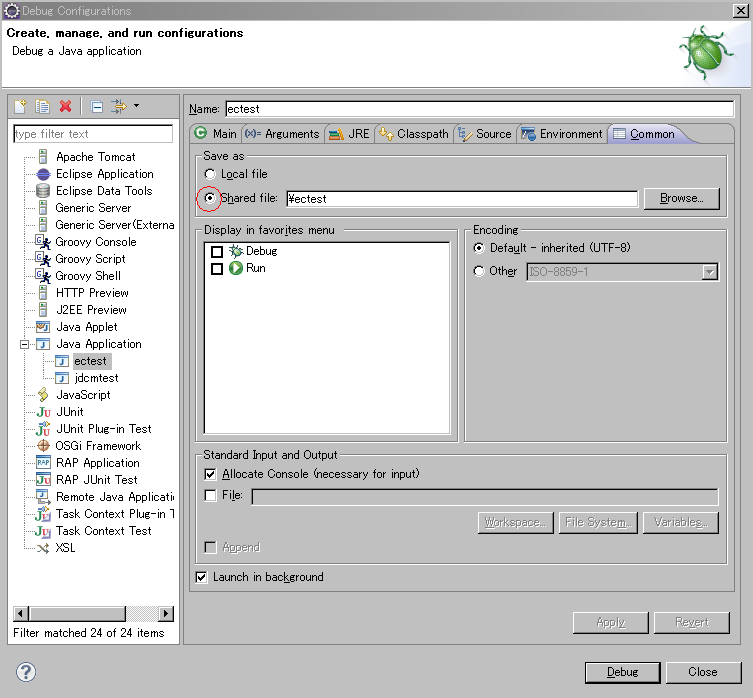 Debug Configurations
Create, manage, and run configurations
Debug a Java application
type filter text
Apache Tomcat
Eclipse Application
Eclipse Data Tools
Generic Server
Generic Server(Externa
Groovy Console
Groovy Script
Groovy Shell
HTTP Preview
J2EE Preview
Java Applet
Java Application
ectest
jdcmtest
JavaScript
JUnit
JUnit Plug-in Test
OSGi Framework
RAP Application
RAP JUnit Test
Remote Java Applicati
Task Context Plug-in T
Task Context Test
XSL
Filter matched 24 of 24 items
Name: ectest
Main (x)= Arguments JRE Classpath Source Environment Common
Save as
Local file
Shared file: ¥ectest Browse...
Display in favorites menu
Debug
Run
Encoding
Default - inherited (UTF-8)
Other ISO-8859-1
Standard Input and Output
Allocate Console (necessary for input)
File:
Workspace... File System... Variables...
Append
Launch in background
Apply Revert
? Debug Close